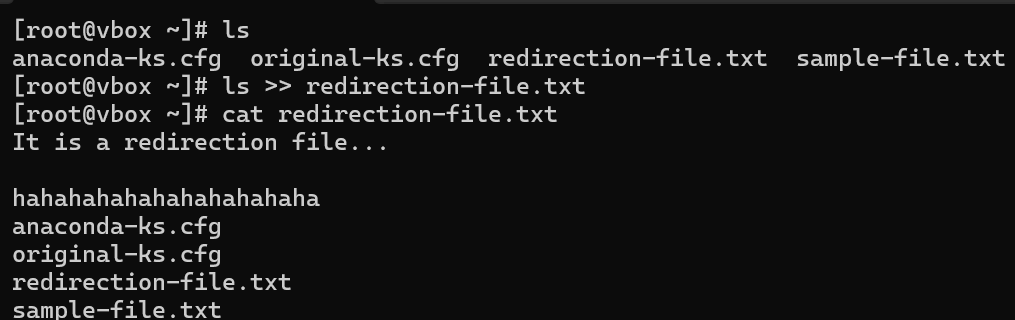 [root@vbox ~]# ls
anaconda-ks.cfg  original-ks.cfg  redirection-file.txt  sample-file.txt
[root@vbox ~]# ls >> redirection-file.txt
[root@vbox ~]# cat redirection-file.txt
It is a redirection file...

hahahahahahahahahahaha
anaconda-ks.cfg
original-ks.cfg
redirection-file.txt
sample-file.txt